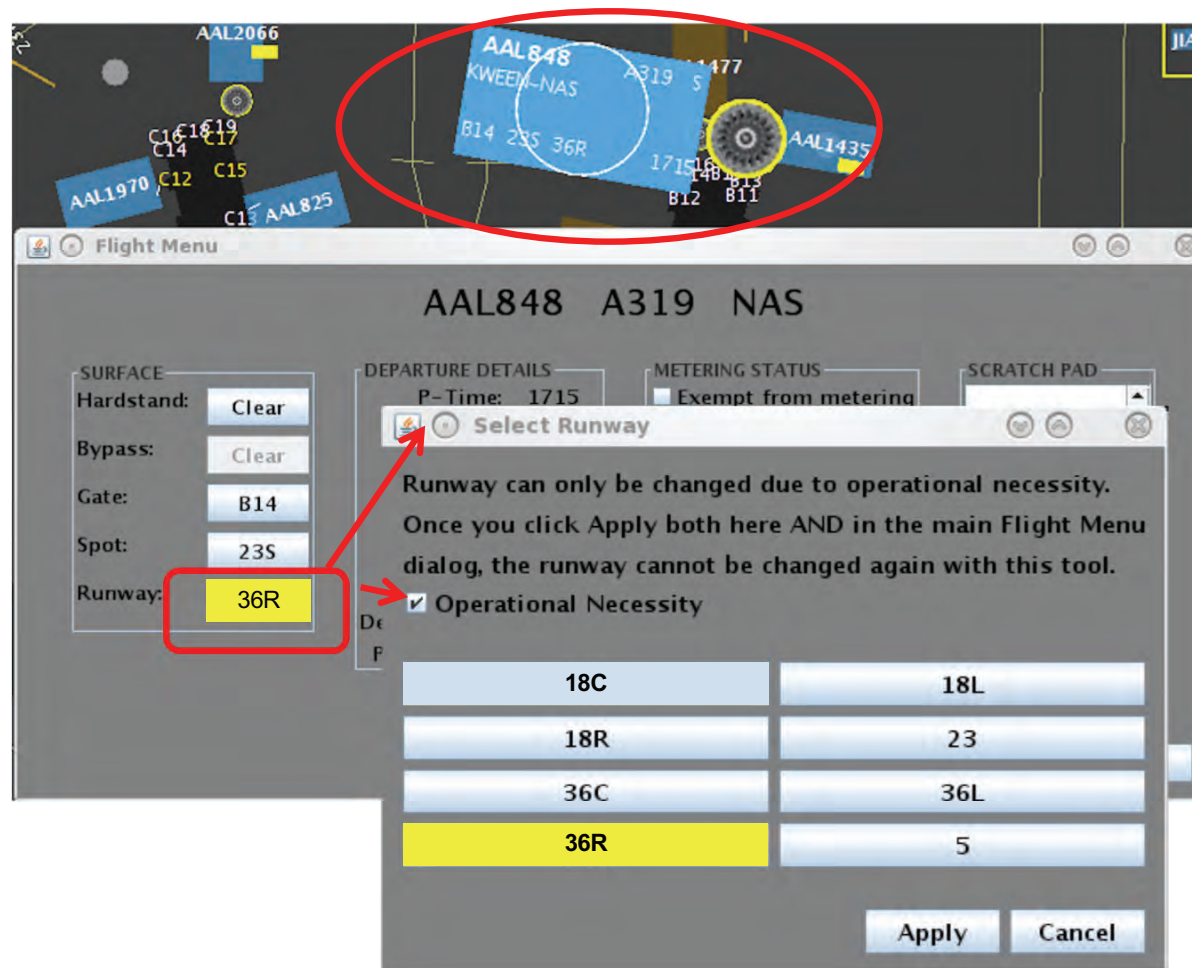 AAL2066
AAL848 A319 S
KWEEN-NAS
B14 23S 36R 1715
1477
AAL1435
JIA
C16 C18 C19
C17
C14
C12
C15
AAL1970
C13 AAL825
B13
B12 B11
Flight Menu
AAL848 A319 NAS
SURFACE
Hardstand: Clear
Bypass: Clear
Gate: B14
Spot: 23S
Runway: 36R
DEPARTURE DETAILS
P-Time: 1715
METERING STATUS
Exempt from metering
SCRATCH PAD
Select Runway
Runway can only be changed due to operational necessity.
Once you click Apply both here AND in the main Flight Menu
dialog, the runway cannot be changed again with this tool.
Operational Necessity
18C 18L
18R 23
36C 36L
36R 5
Apply Cancel